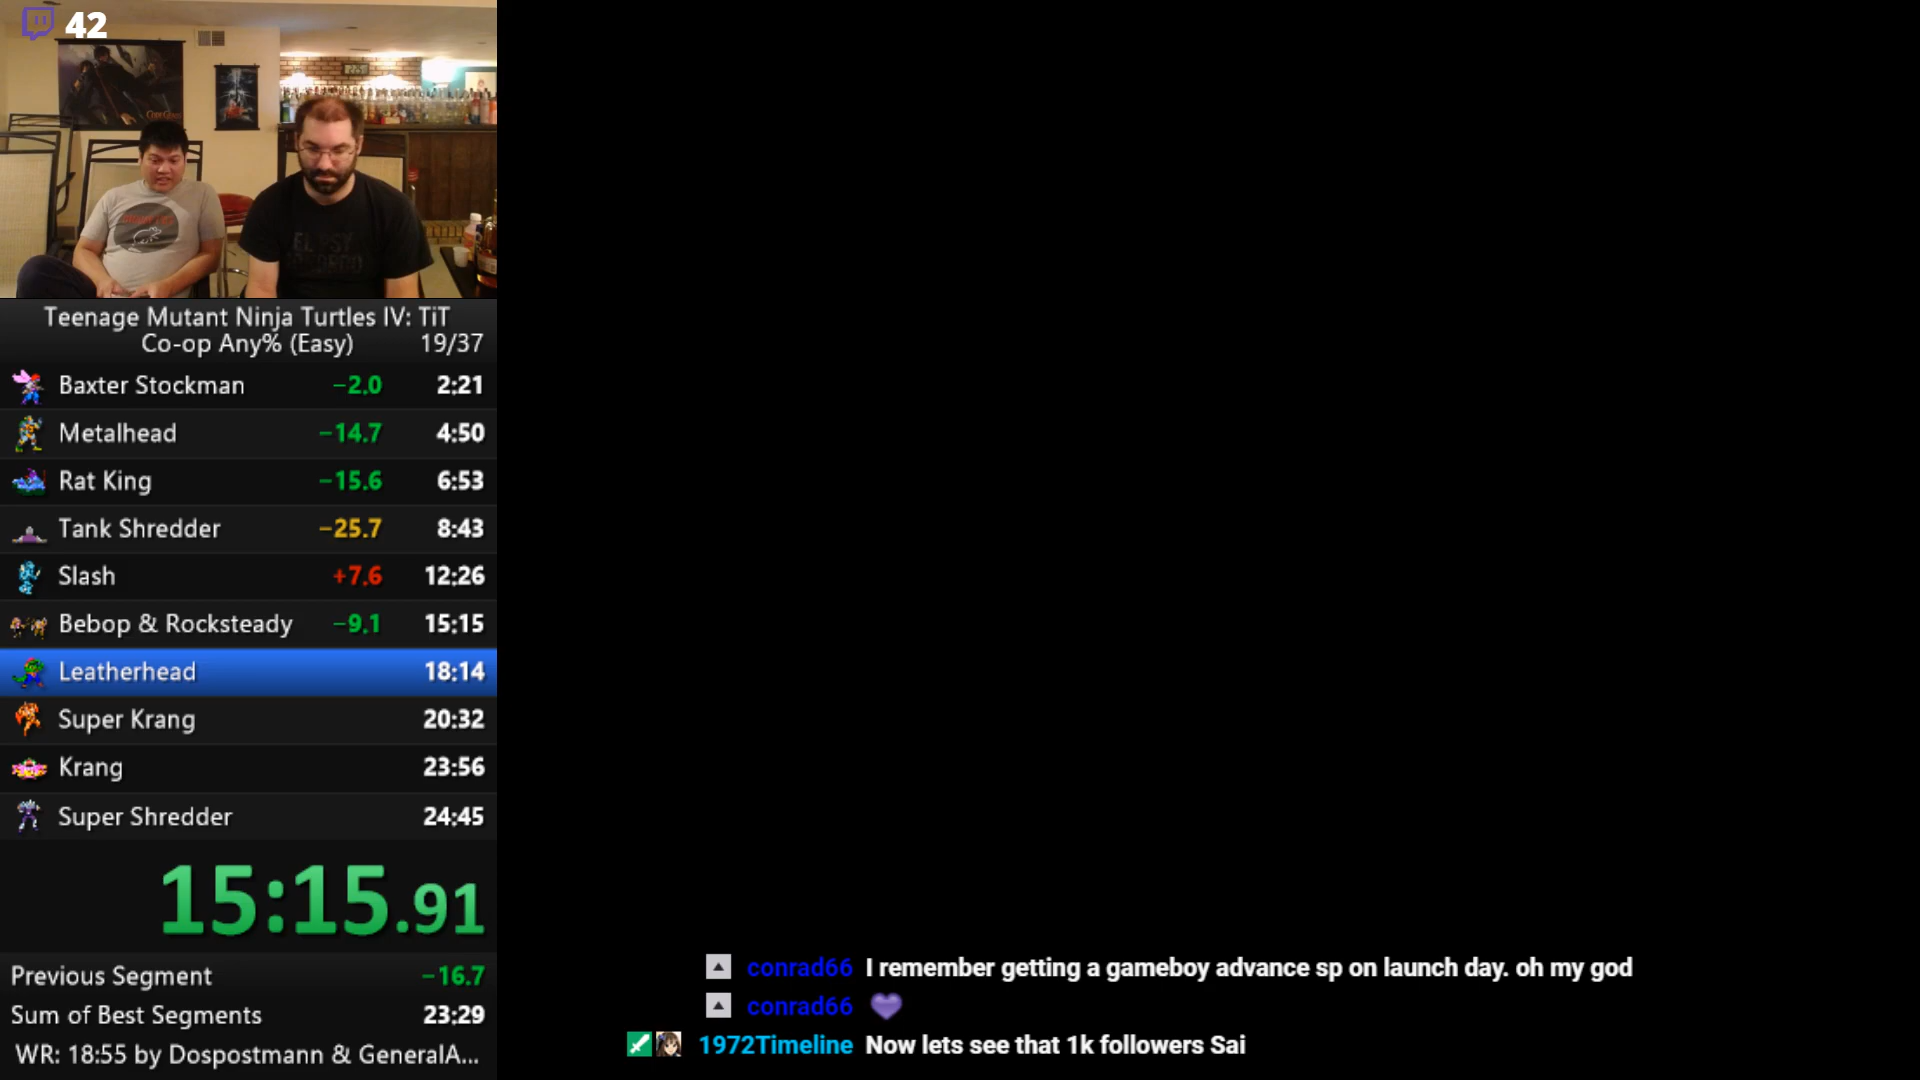 42
Teenage Mutant Ninja Turtles IV: TiT
Co-op Any% (Easy) 19/37
Baxter Stockman −2.0 2:21
Metalhead −14.7 4:50
Rat King −15.6 6:53
Tank Shredder −25.7 8:43
Slash +7.6 12:26
Bebop & Rocksteady −9.1 15:15
Leatherhead 18:14
Super Krang 20:32
Krang 23:56
Super Shredder 24:45
15:15.91
Previous Segment −16.7
Sum of Best Segments 23:29
WR: 18:55 by Dospostmann & GeneralA...
conrad66 I remember getting a gameboy advance sp on launch day. oh my god
conrad66
1972Timeline Now lets see that 1k followers Sai